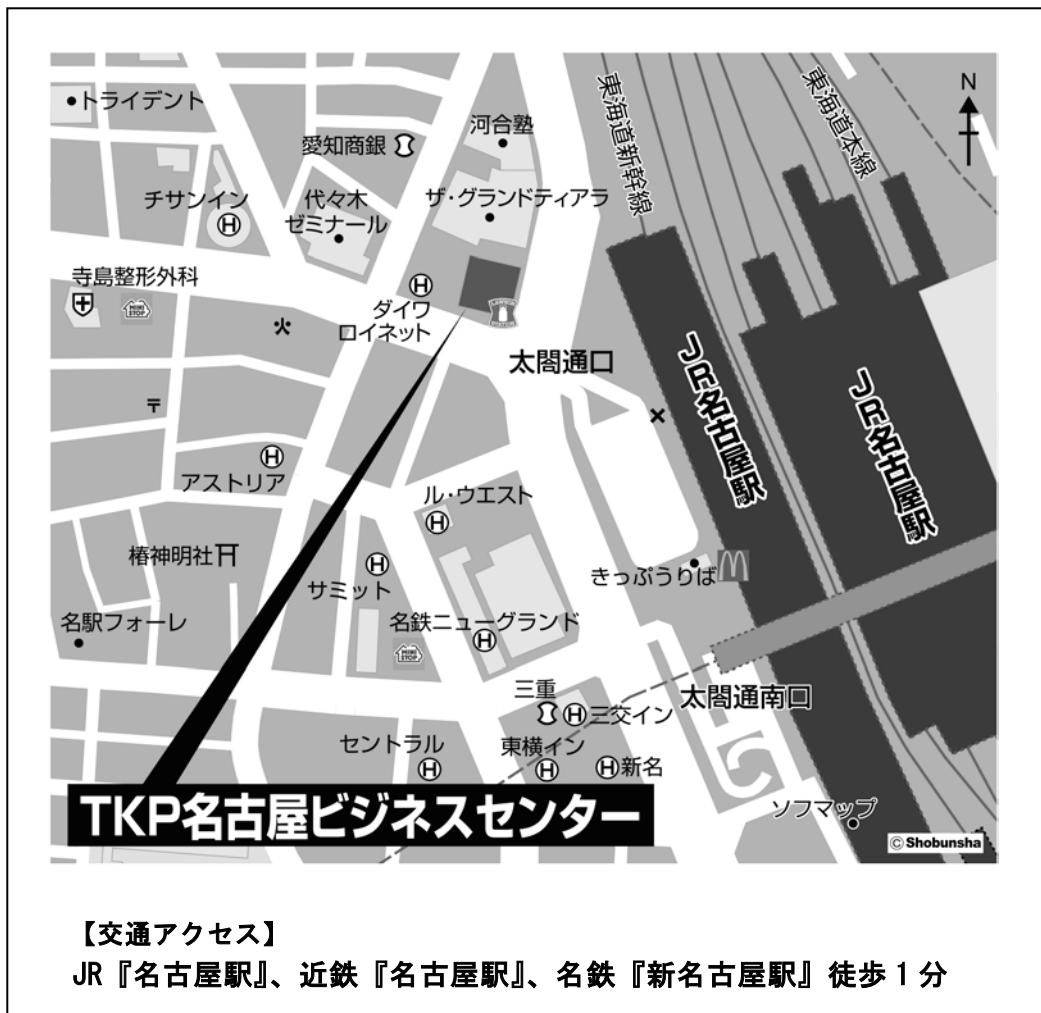 N
トライデント
東海道新幹線
東海道本線
河合塾
愛知商銀
チサンイン
代々木
ゼミナール
ザ・グランドティアラ
寺島整形外科
MINI
STOP
ダイワ
ロイネット
LAWSON
STATION
太閤通口
JR名古屋駅
JR名古屋駅
アストリア
ル・ウエスト
椿神明社
サミット
きっぷうりば
名駅フォーレ
名鉄ニューグランド
MINI
STOP
三重
三交イン
太閤通南口
セントラル
東横イン
新名
ソフマップ
TKP名古屋ビジネスセンター
© Shobunsha
【交通アクセス】
JR『名古屋駅』、近鉄『名古屋駅』、名鉄『新名古屋駅』徒歩1分